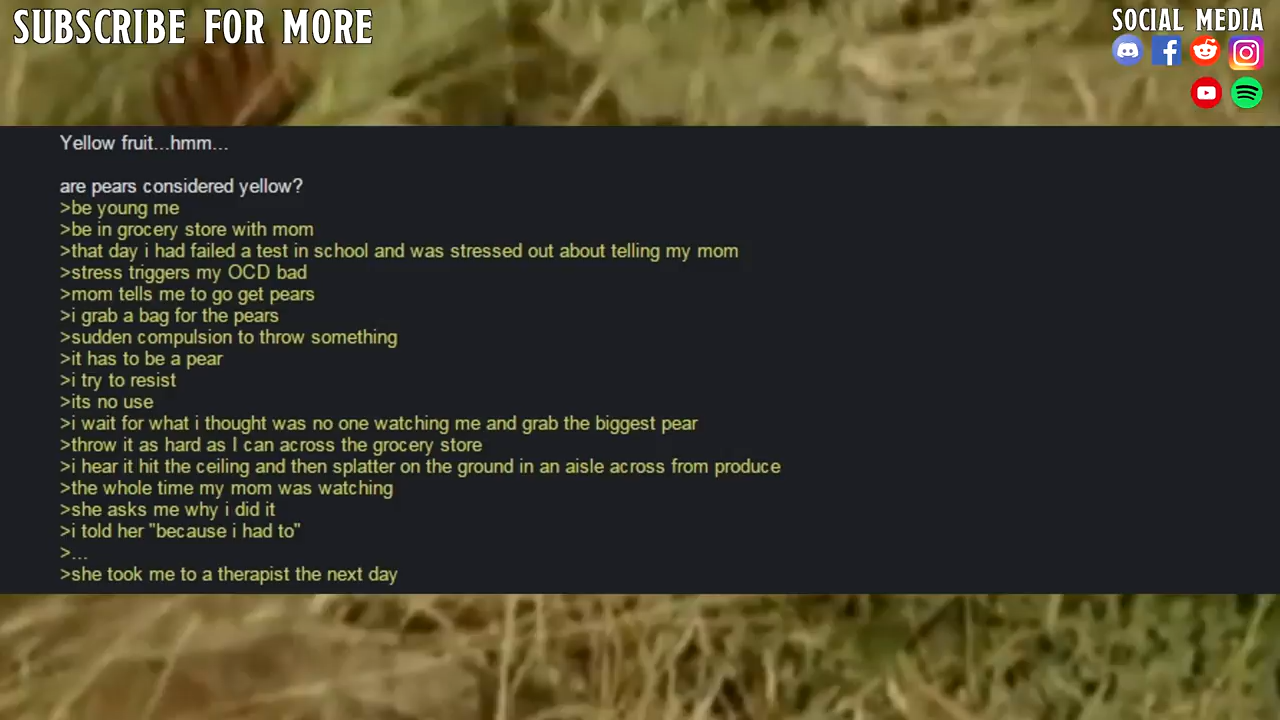 SUBSCRIBE FOR MORE
SOCIAL MEDIA
Yellow fruit...hmm...
are pears considered yellow?
>be young me
>be in grocery store with mom
>that day i had failed a test in school and was stressed out about telling my mom
>stress triggers my OCD bad
>mom tells me to go get pears
>i grab a bag for the pears
>sudden compulsion to throw something
>it has to be a pear
>i try to resist
>its no use
>i wait for what i thought was no one watching me and grab the biggest pear
>throw it as hard as I can across the grocery store
>i hear it hit the ceiling and then splatter on the ground in an aisle across from produce
>the whole time my mom was watching
>she asks me why i did it
>i told her "because i had to"
>...
>she took me to a therapist the next day